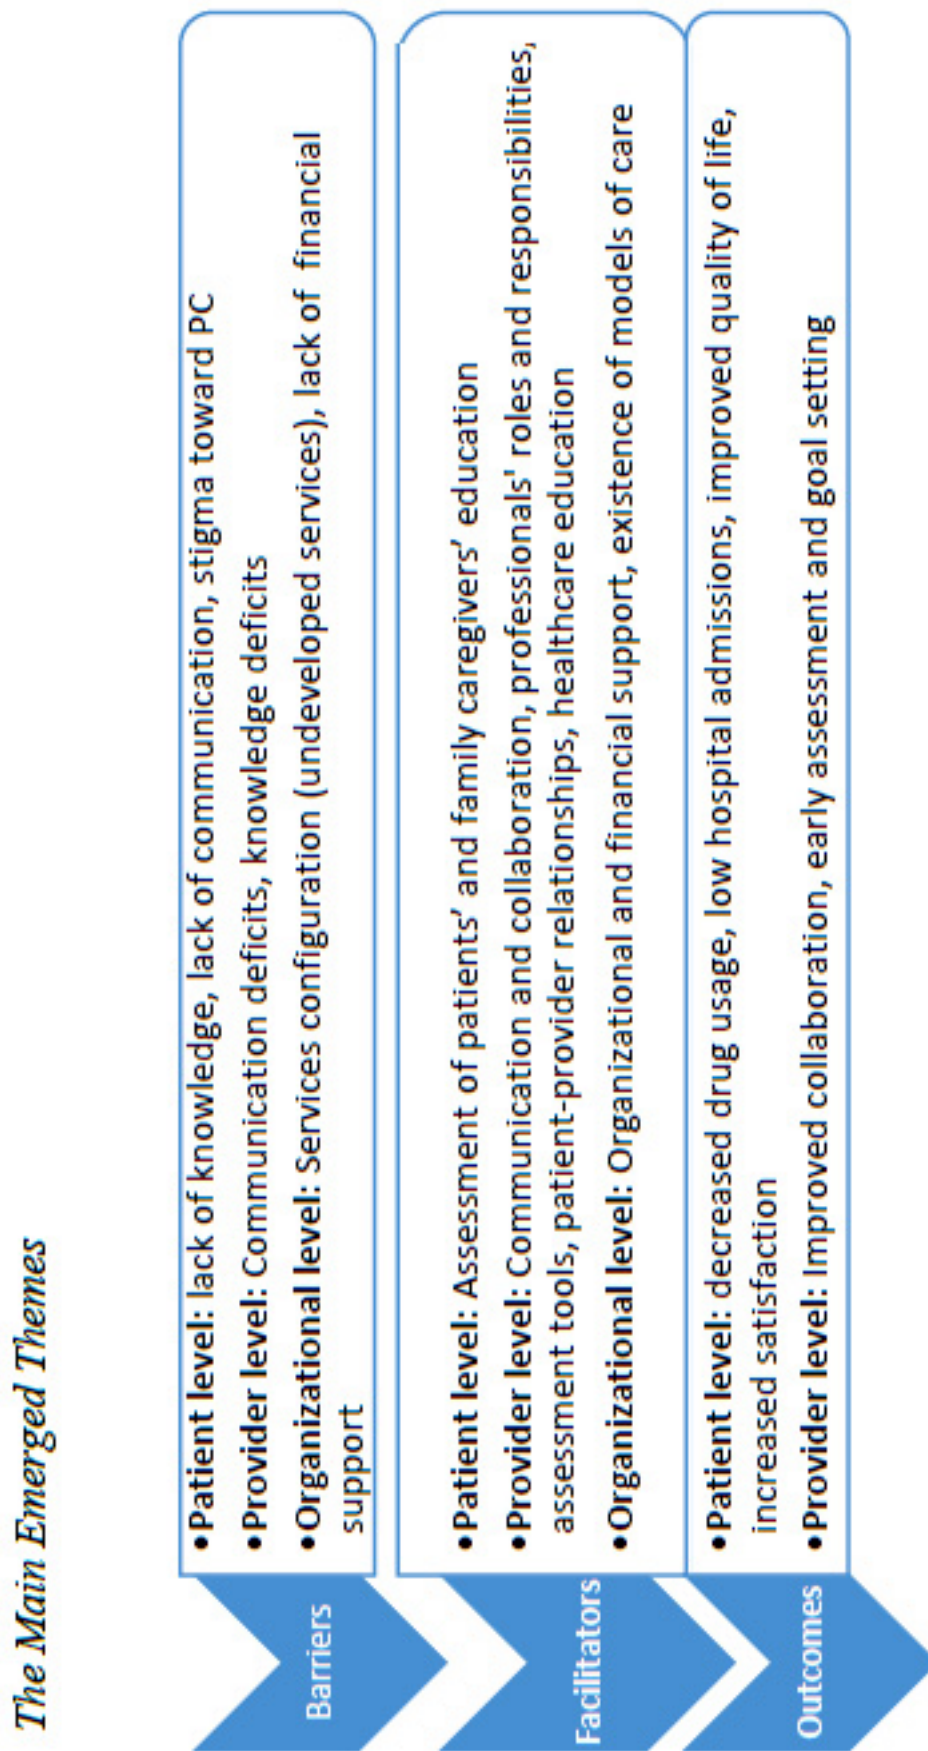 The Main Emerged Themes
Barriers
•Patient level: lack of knowledge, lack of communication, stigma toward PC
•Provider level: Communication deficits, knowledge deficits
•Organizational level: Services configuration (undeveloped services), lack of financial
support
Facilitators
•Patient level: Assessment of patients' and family caregivers' education
•Provider level: Communication and collaboration, professionals' roles and responsibilities,
assessment tools, patient-provider relationships, healthcare education
•Organizational level: Organizational and financial support, existence of models of care
Outcomes
•Patient level: decreased drug usage, low hospital admissions, improved quality of life,
increased satisfaction
•Provider level: Improved collaboration, early assessment and goal setting